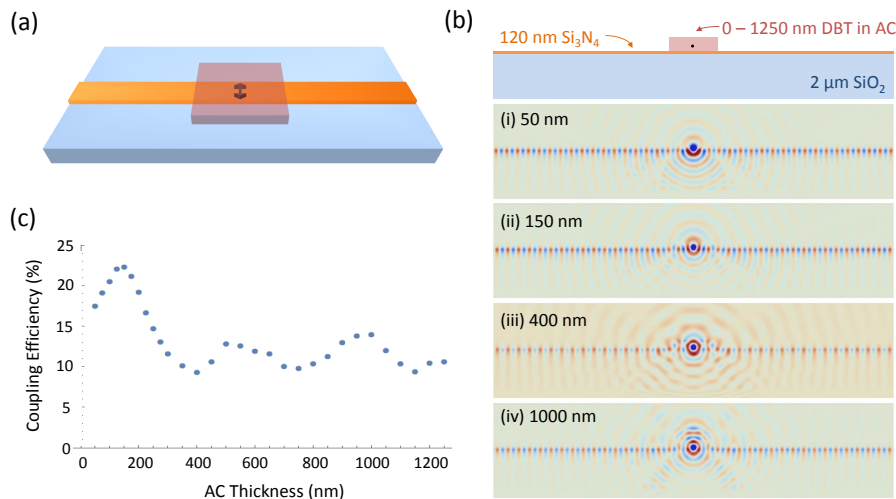 (a)
(b)
120 nm Si₃N₄
0 – 1250 nm DBT in AC
2 μm SiO₂
(i) 50 nm
(ii) 150 nm
(iii) 400 nm
(iv) 1000 nm
(c)
Coupling Efficiency (%)
25
20
15
10
5
0
0 200 400 600 800 1000 1200
AC Thickness (nm)